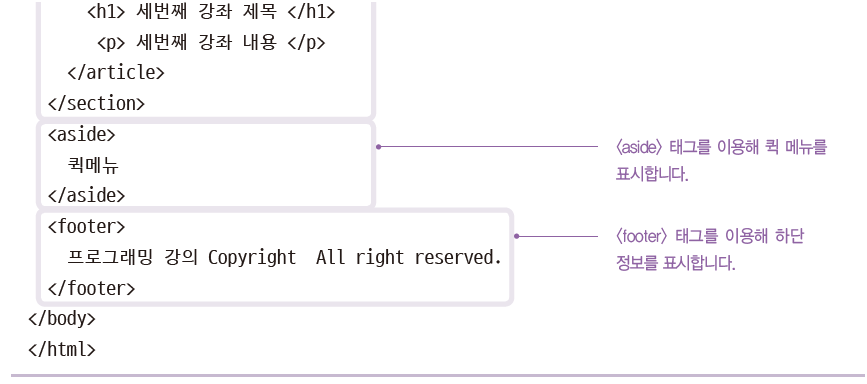 <h1> 세번째 강좌 제목 </h1>
<p> 세번째 강좌 내용 </p>
</article>
</section>
<aside>
퀵메뉴
</aside>
<footer>
프로그래밍 강의 Copyright  All right reserved.
</footer>
</body>
</html>
<aside> 태그를 이용해 퀵 메뉴를
표시합니다.
<footer> 태그를 이용해 하단
정보를 표시합니다.